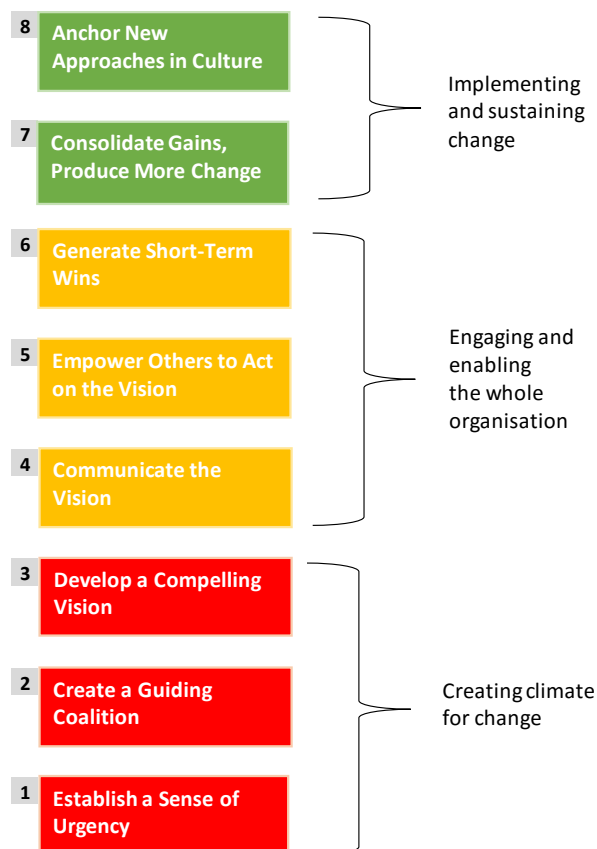 8
Anchor New
Approaches in Culture
7
Consolidate Gains,
Produce More Change
Implementing
and sustaining
change
6
Generate Short-Term
Wins
5
Empower Others to Act
on the Vision
4
Communicate the
Vision
Engaging and
enabling
the whole
organisation
3
Develop a Compelling
Vision
2
Create a Guiding
Coalition
1
Establish a Sense of
Urgency
Creating climate
for change